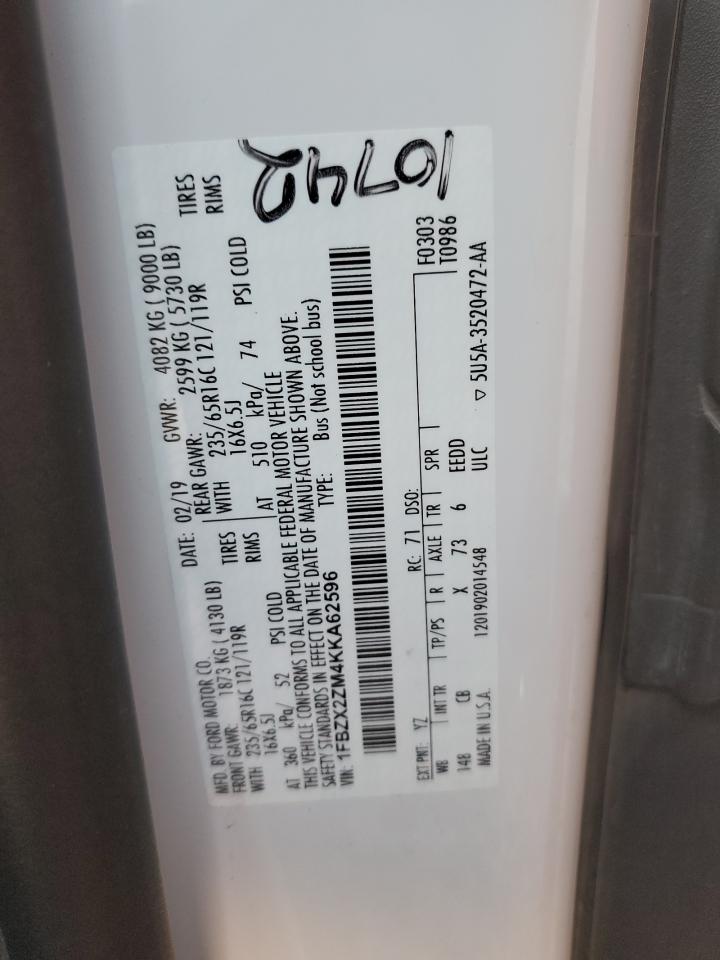 MFD. BY FORD MOTOR CO.
DATE: 02/19 GVWR: 4082 KG ( 9000 LB)
FRONT GAWR: 1873 KG ( 4130 LB) REAR GAWR: 2599 KG ( 5730 LB)
WITH 235/65R16C 121/119R TIRES WITH 235/65R16C 121/119R TIRES
16X6.5J RIMS 16X6.5J RIMS
AT 360 kPa/ 52 PSI COLD AT 510 kPa/ 74 PSI COLD
THIS VEHICLE CONFORMS TO ALL APPLICABLE FEDERAL MOTOR VEHICLE
SAFETY STANDARDS IN EFFECT ON THE DATE OF MANUFACTURE SHOWN ABOVE.
VIN: 1FBZX2ZM4KKA62596 TYPE: Bus (Not school bus)
EXT PNT: YZ RC: 71 DSO: F0303
WB INT TR TP/PS R AXLE TR SPR T0986
148 CB X 73 6 EEDD
MADE IN U.S.A. 1201902014548 ULC ▽ 5U5A-3520472-AA
16742